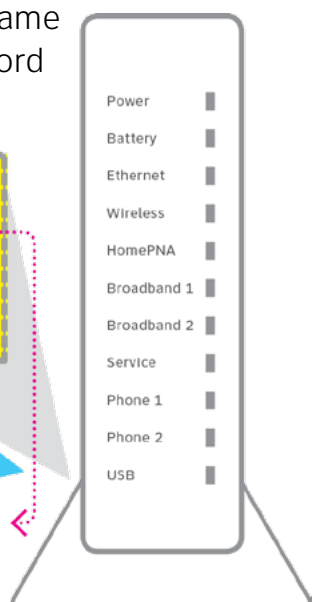 ame
ord
Power
Battery
Ethernet
Wireless
HomePNA
Broadband 1
Broadband 2
Service
Phone 1
Phone 2
USB